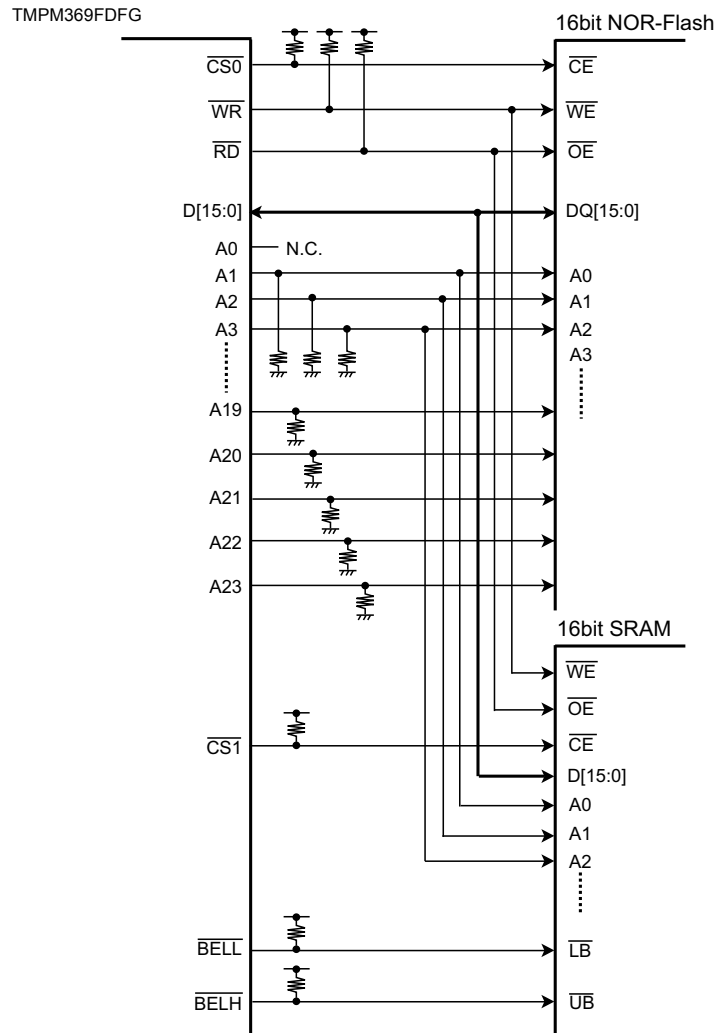 TMPM369FDFG
16bit NOR-Flash
CS0 CE
WR WE
RD OE
D[15:0] DQ[15:0]
A0 N.C.
A1 A0
A2 A1
A3 A2
A3
A19
A20
A21
A22
A23
16bit SRAM
WE
OE
CS1 CE
D[15:0]
A0
A1
A2
BELL LB
BELH UB